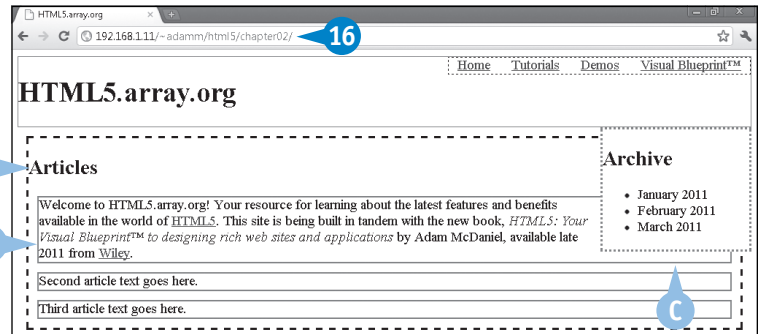 HTML5.array.org
192.168.1.11/~adamm/html5/chapter02/
16
Home Tutorials Demos Visual Blueprint™
HTML5.array.org
Articles
Welcome to HTML5.array.org! Your resource for learning about the latest features and benefits
available in the world of HTML5. This site is being built in tandem with the new book, HTML5: Your
Visual Blueprint™ to designing rich web sites and applications by Adam McDaniel, available late
2011 from Wiley.
Second article text goes here.
Third article text goes here.
Archive
• January 2011
• February 2011
• March 2011
C